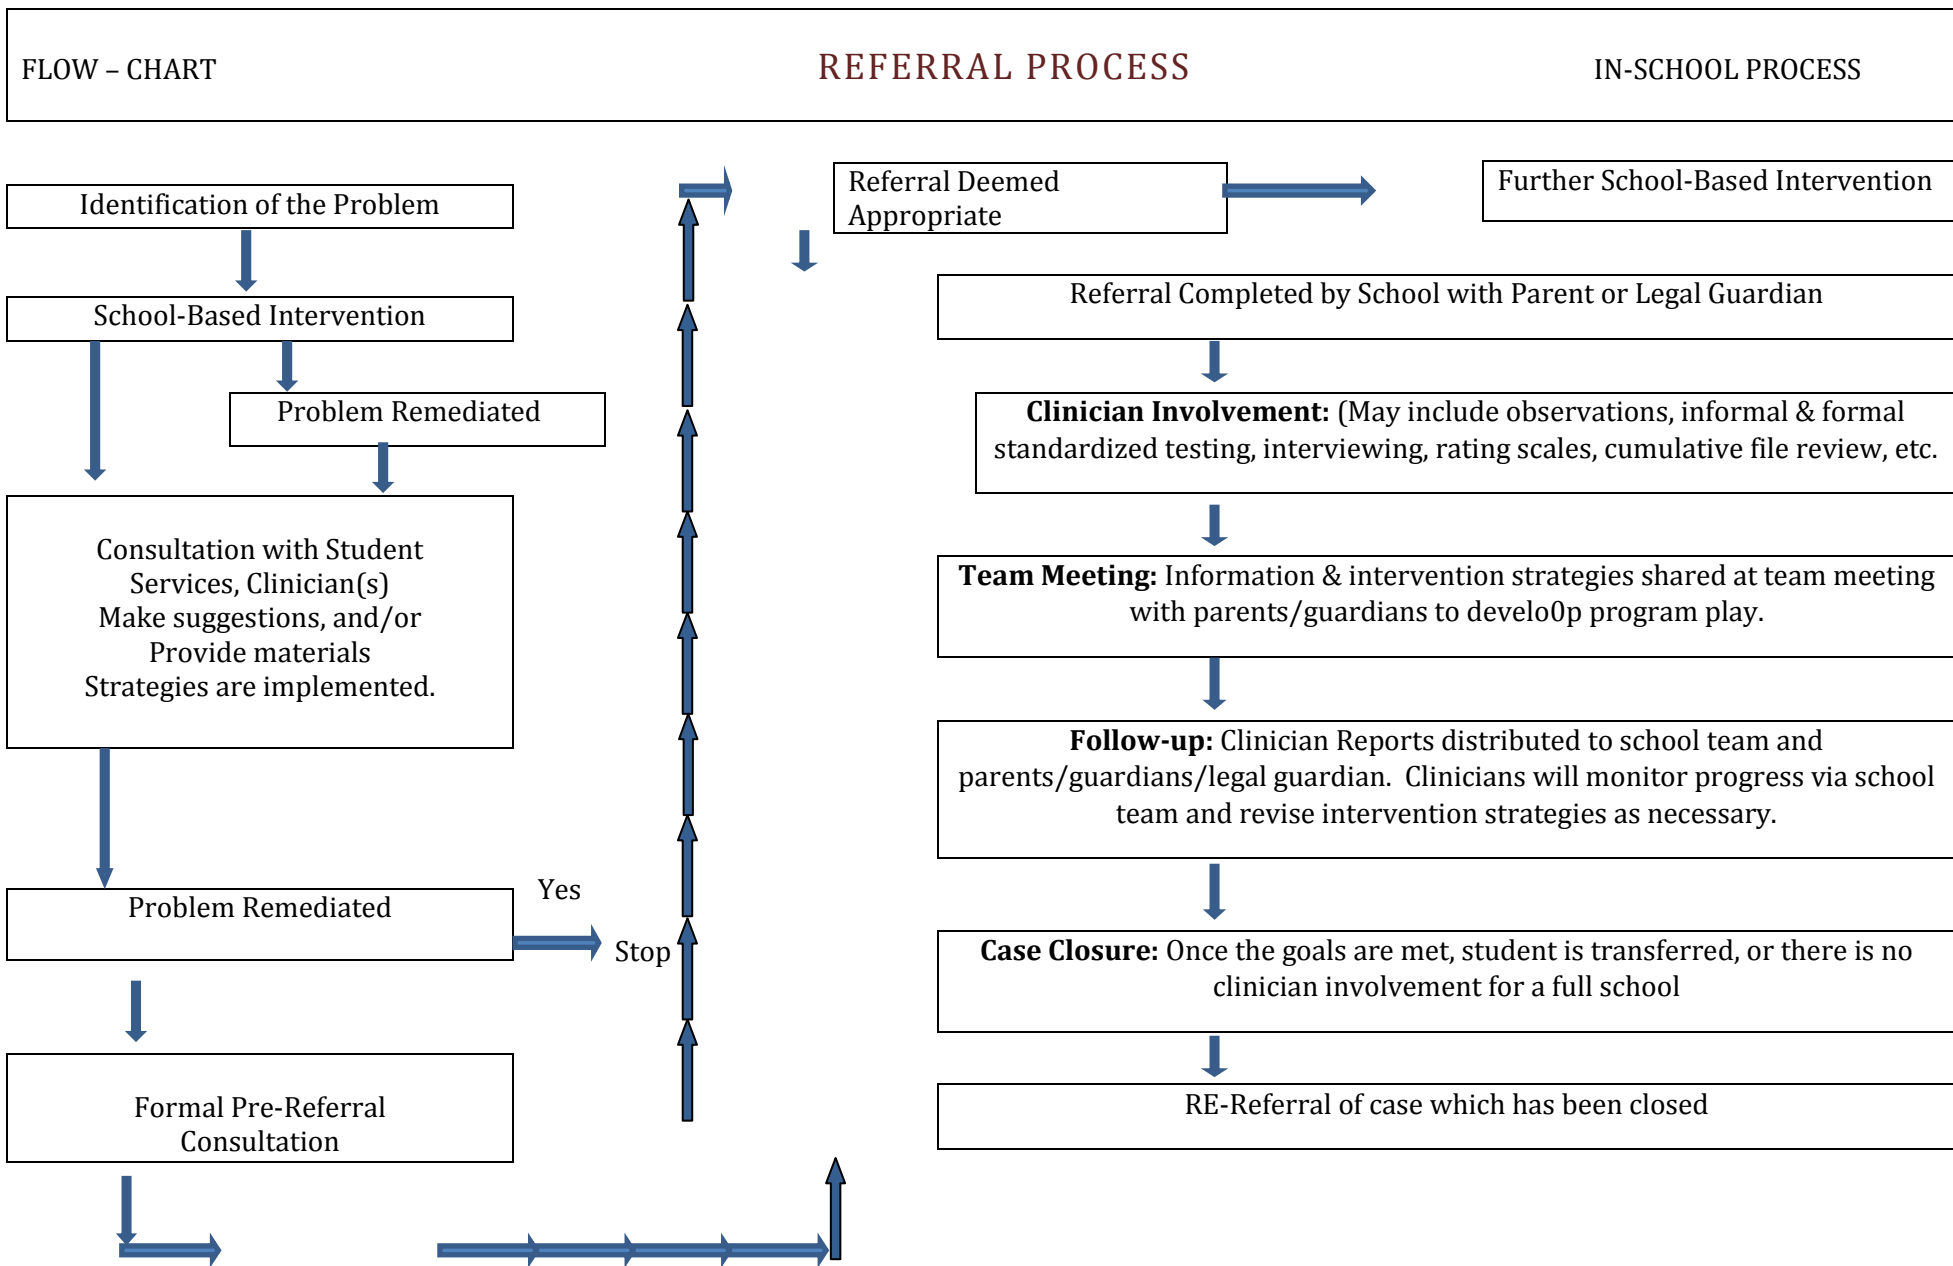 FLOW – CHART
REFERRAL PROCESS
IN-SCHOOL PROCESS
Identification of the Problem
School-Based Intervention
Problem Remediated
Consultation with Student
Services, Clinician(s)
Make suggestions, and/or
Provide materials
Strategies are implemented.
Problem Remediated
Yes
Stop
Formal Pre-Referral
Consultation
Referral Deemed
Appropriate
Further School-Based Intervention
Referral Completed by School with Parent or Legal Guardian
Clinician Involvement: (May include observations, informal & formal
standardized testing, interviewing, rating scales, cumulative file review, etc.
Team Meeting: Information & intervention strategies shared at team meeting
with parents/guardians to develo0p program play.
Follow-up: Clinician Reports distributed to school team and
parents/guardians/legal guardian.  Clinicians will monitor progress via school
team and revise intervention strategies as necessary.
Case Closure: Once the goals are met, student is transferred, or there is no
clinician involvement for a full school
RE-Referral of case which has been closed